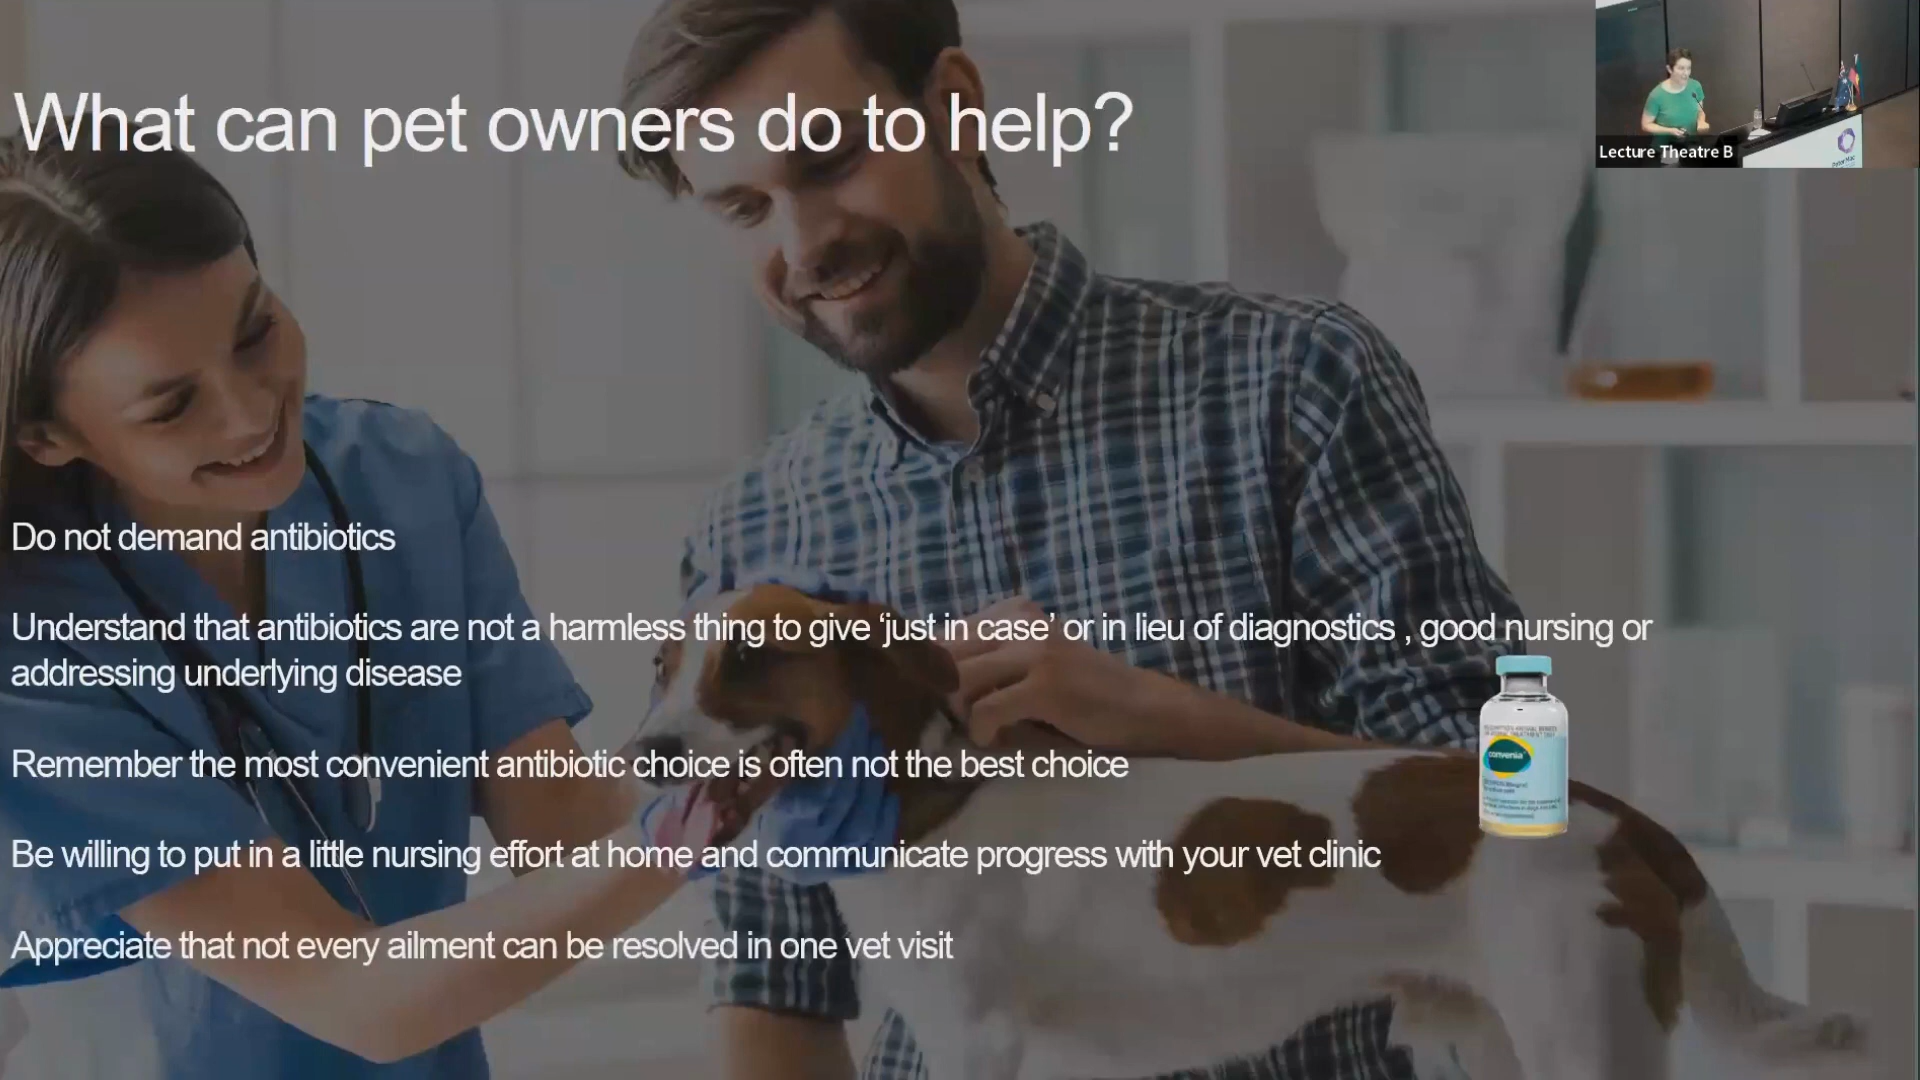 What can pet owners do to help?
Lecture Theatre B
Do not demand antibiotics
Understand that antibiotics are not a harmless thing to give ‘just in case’ or in lieu of diagnostics , good nursing or
addressing underlying disease
convenia
Remember the most convenient antibiotic choice is often not the best choice
Be willing to put in a little nursing effort at home and communicate progress with your vet clinic
Appreciate that not every ailment can be resolved in one vet visit